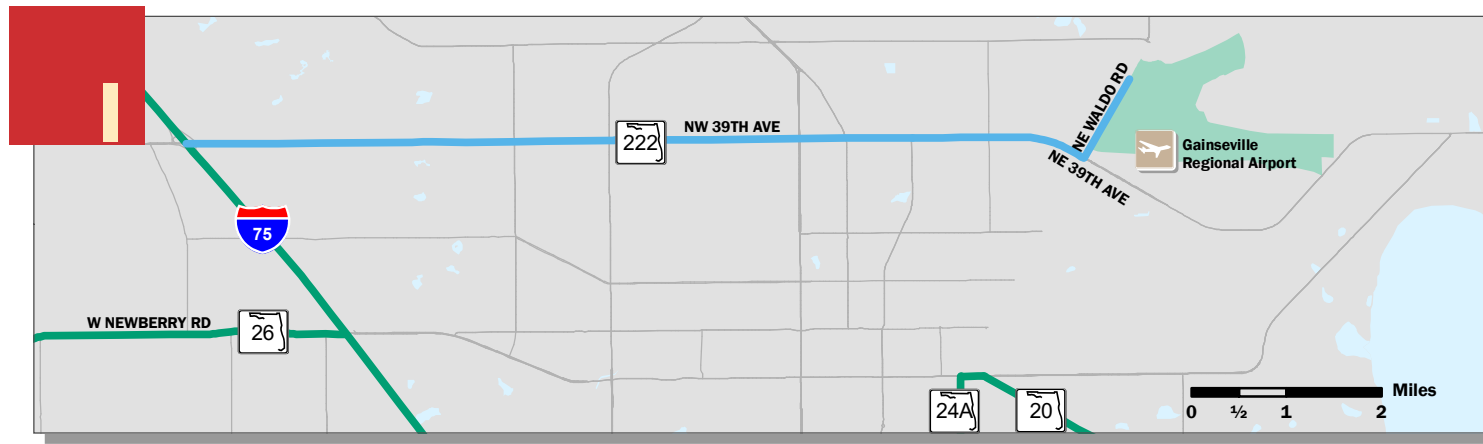 NE WALDO RD
NW 39TH AVE
222
Gainseville
Regional Airport
NE 39TH AVE
75
W NEWBERRY RD
26
24A
20
Miles
0 ½ 1 2